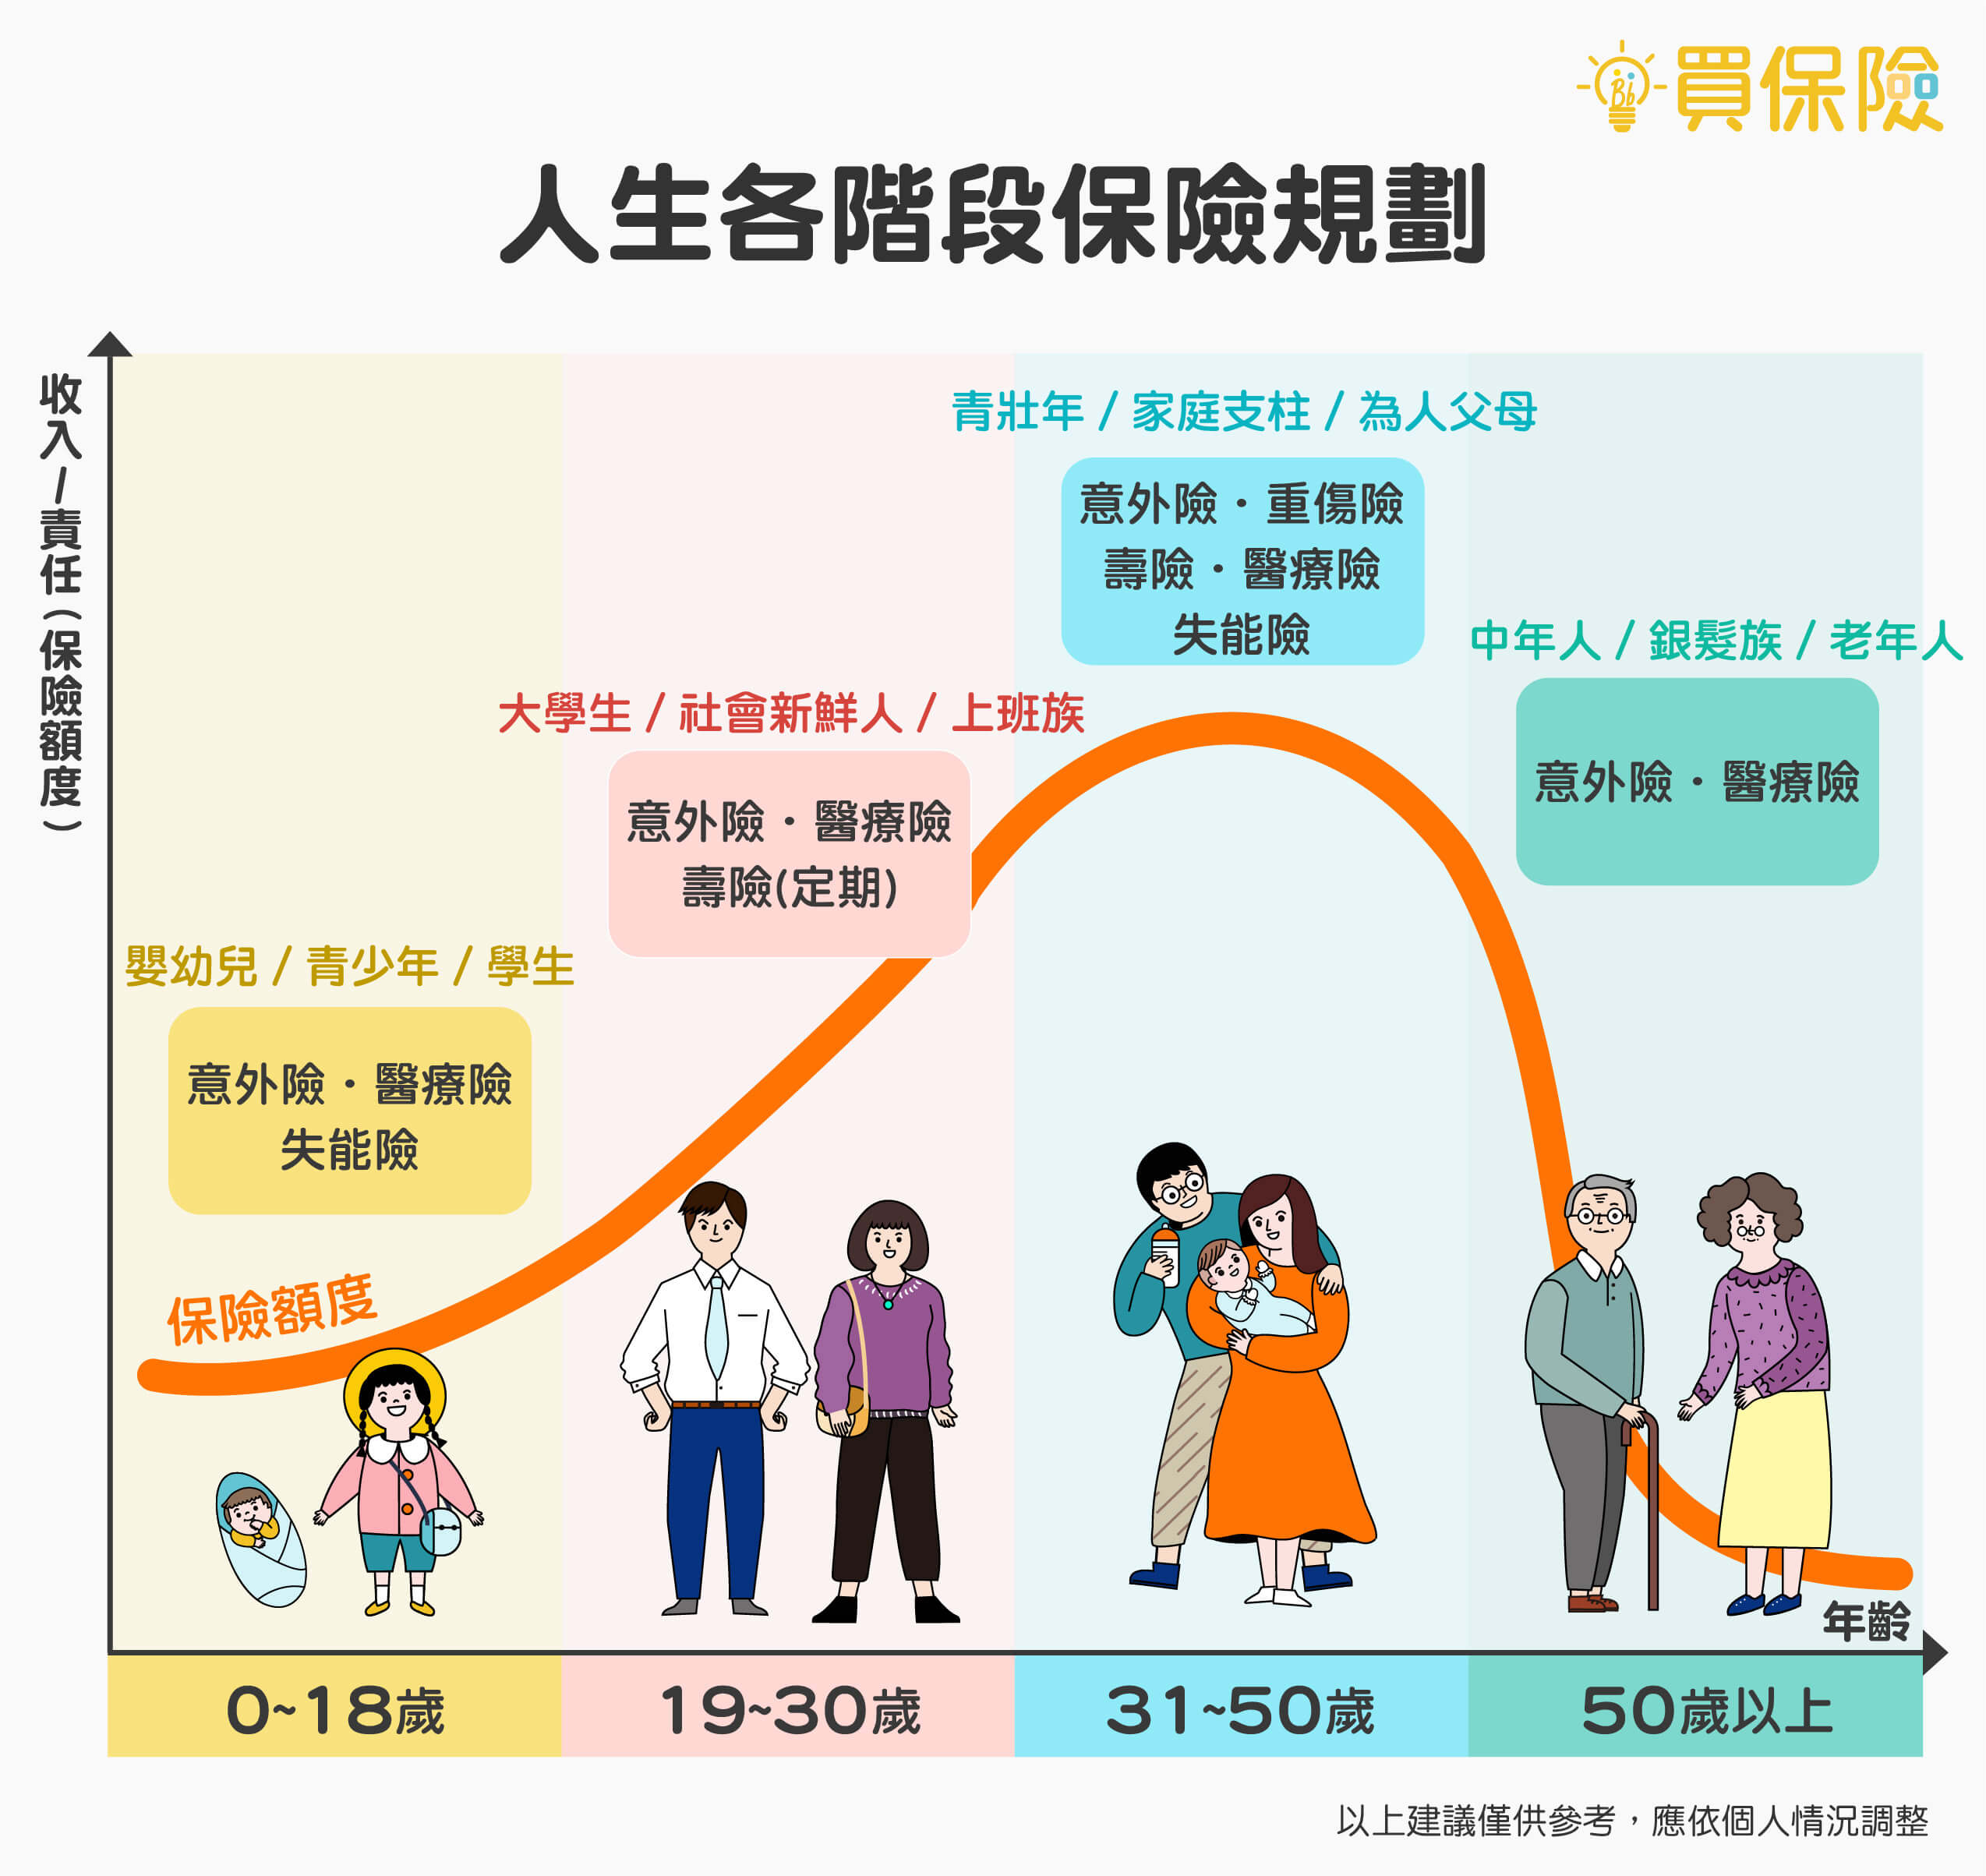 Bb
買保險
人生各階段保險規劃
收入/責任(保險額度)
青壯年 / 家庭支柱 / 為人父母
意外險・重傷險
壽險・醫療險
失能險
中年人 / 銀髮族 / 老年人
意外險・醫療險
大學生 / 社會新鮮人 / 上班族
意外險・醫療險
壽險(定期)
嬰幼兒 / 青少年 / 學生
意外險・醫療險
失能險
保險額度
年齡
0~18歲
19~30歲
31~50歲
50歲以上
以上建議僅供參考，應依個人情況調整